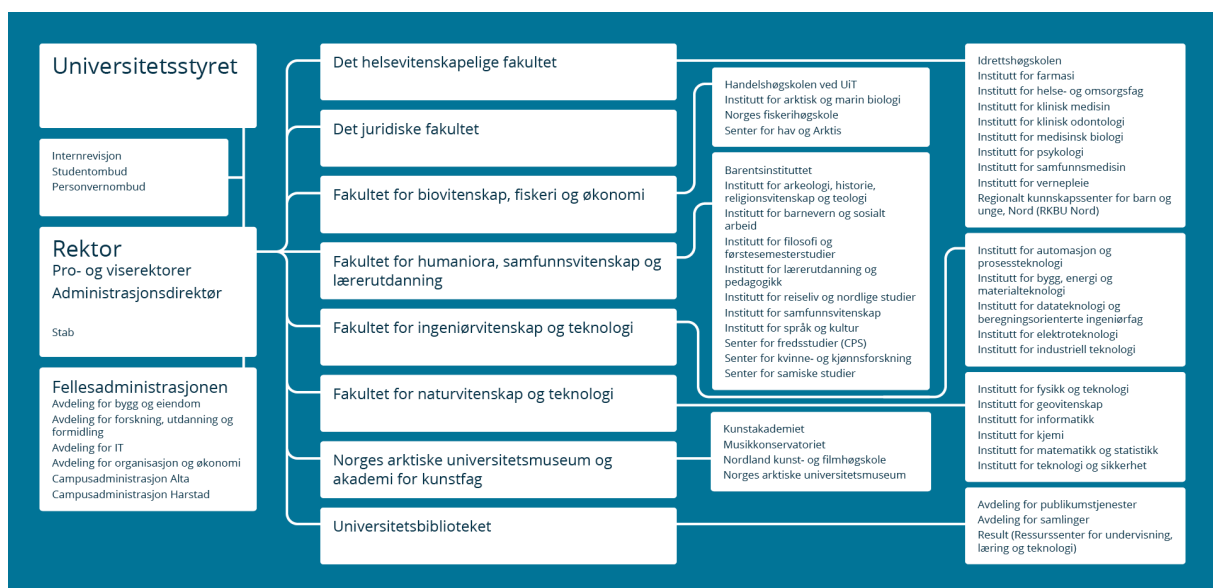 Universitetsstyret
Internrevisjon
Studentombud
Personvernombud
Rektor
Pro- og viserektorer
Administrasjonsdirektør
Stab
Fellesadministrasjonen
Avdeling for bygg og eiendom
Avdeling for forskning, utdanning og
formidling
Avdeling for IT
Avdeling for organisasjon og økonomi
Campusadministrasjon Alta
Campusadministrasjon Harstad
Det helsevitenskapelige fakultet
Det juridiske fakultet
Fakultet for biovitenskap, fiskeri og økonomi
Fakultet for humaniora, samfunnsvitenskap og
lærerutdanning
Fakultet for ingeniørvitenskap og teknologi
Fakultet for naturvitenskap og teknologi
Norges arktiske universitetsmuseum og
akademi for kunstfag
Universitetsbiblioteket
Handelshøgskolen ved UiT
Institutt for arktisk og marin biologi
Norges fiskerihøgskole
Senter for hav og Arktis
Barentsinstituttet
Institutt for arkeologi, historie,
religionsvitenskap og teologi
Institutt for barnevern og sosialt
arbeid
Institutt for filosofi og
førstesemesterstudier
Institutt for lærerutdanning og
pedagogikk
Institutt for reiseliv og nordlige studier
Institutt for samfunnsvitenskap
Institutt for språk og kultur
Senter for fredsstudier (CPS)
Senter for kvinne- og kjønnsforskning
Senter for samiske studier
Kunstakademiet
Musikkonservatoriet
Nordland kunst- og filmhøgskole
Norges arktiske universitetsmuseum
Idrettshøgskolen
Institutt for farmasi
Institutt for helse- og omsorgsfag
Institutt for klinisk medisin
Institutt for klinisk odontologi
Institutt for medisinsk biologi
Institutt for psykologi
Institutt for samfunnsmedisin
Institutt for vernepleie
Regionalt kunnskapssenter for barn og
unge, Nord (RKBU Nord)
Institutt for automasjon og
prosessteknologi
Institutt for bygg, energi og
materialteknologi
Institutt for datateknologi og
beregningsorienterte ingeniørfag
Institutt for elektroteknologi
Institutt for industriell teknologi
Institutt for fysikk og teknologi
Institutt for geovitenskap
Institutt for informatikk
Institutt for kjemi
Institutt for matematikk og statistikk
Institutt for teknologi og sikkerhet
Avdeling for publikumstjenester
Avdeling for samlinger
Result (Ressurssenter for undervisning,
læring og teknologi)